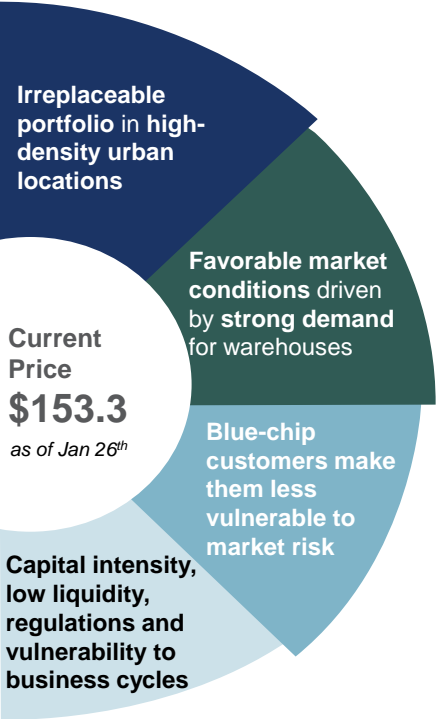 Irreplaceable
portfolio in high-
density urban
locations
Favorable market
conditions driven
by strong demand
for warehouses
Current
Price
$153.3
as of Jan 26th
Blue-chip
customers make
them less
vulnerable to
market risk
Capital intensity,
low liquidity,
regulations and
vulnerability to
business cycles